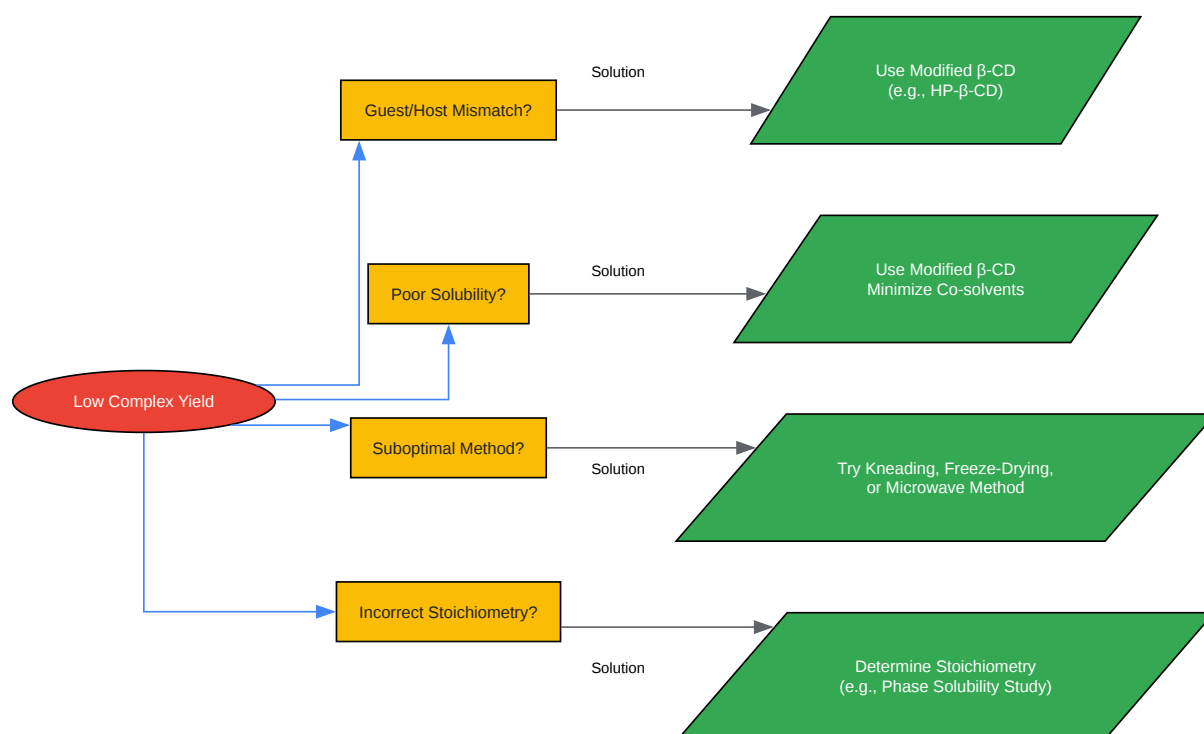 Guest/Host Mismatch?
Solution
Use Modified β-CD
(e.g., HP-β-CD)
Poor Solubility?
Solution
Use Modified β-CD
Minimize Co-solvents
Low Complex Yield
Suboptimal Method?
Solution
Try Kneading, Freeze-Drying,
or Microwave Method
Incorrect Stoichiometry?
Solution
Determine Stoichiometry
(e.g., Phase Solubility Study)